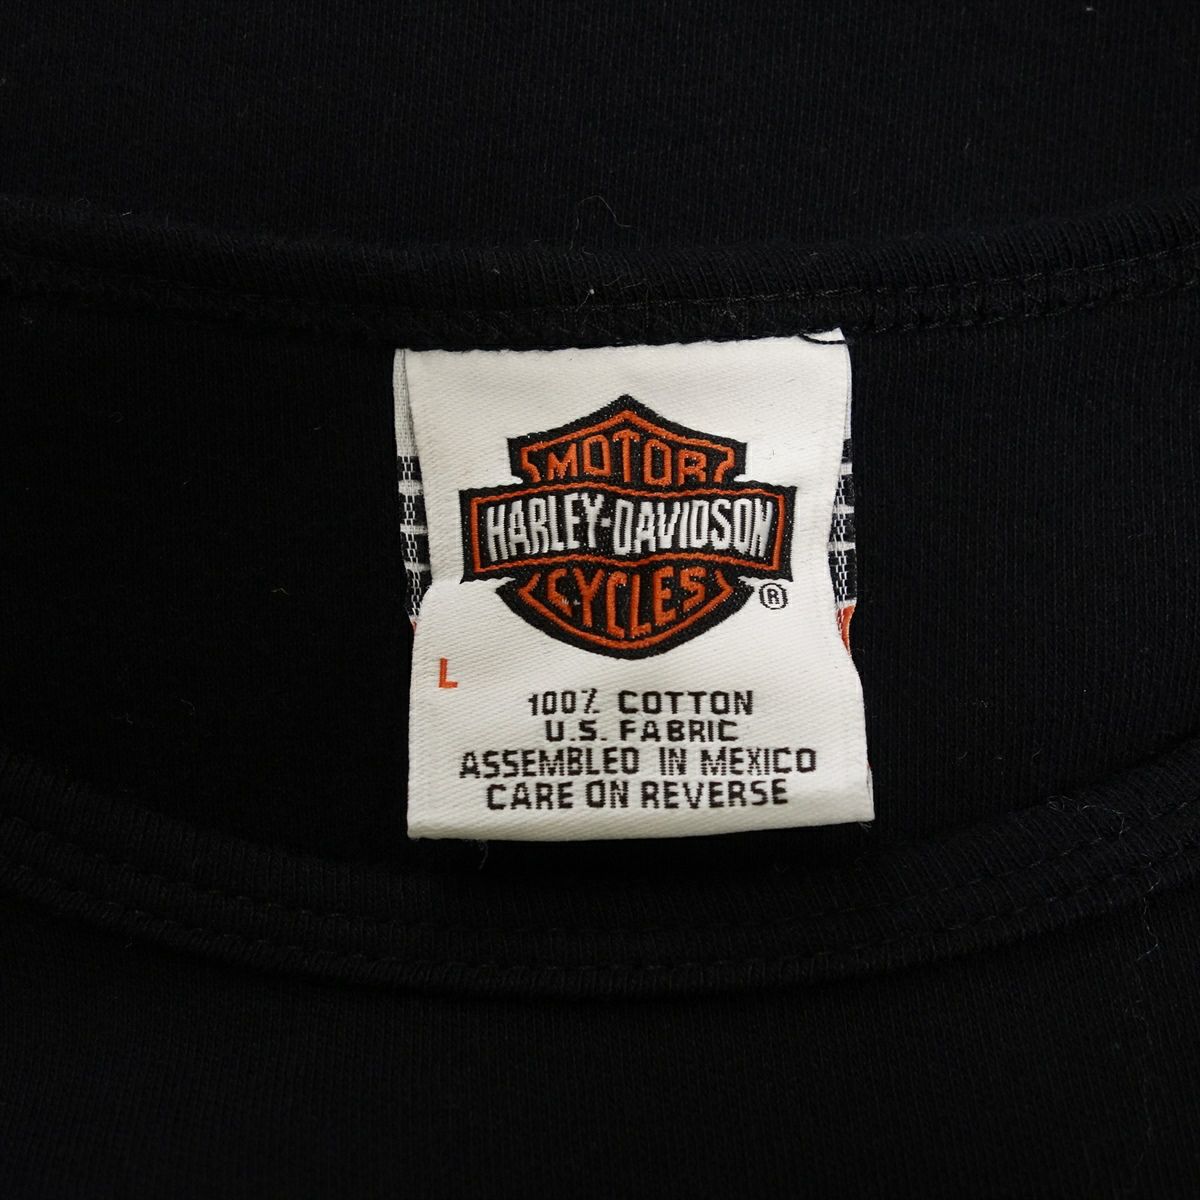 MOTOR
HARLEY-DAVIDSON
CYCLES
®
L
100% COTTON
U.S. FABRIC
ASSEMBLED IN MEXICO
CARE ON REVERSE